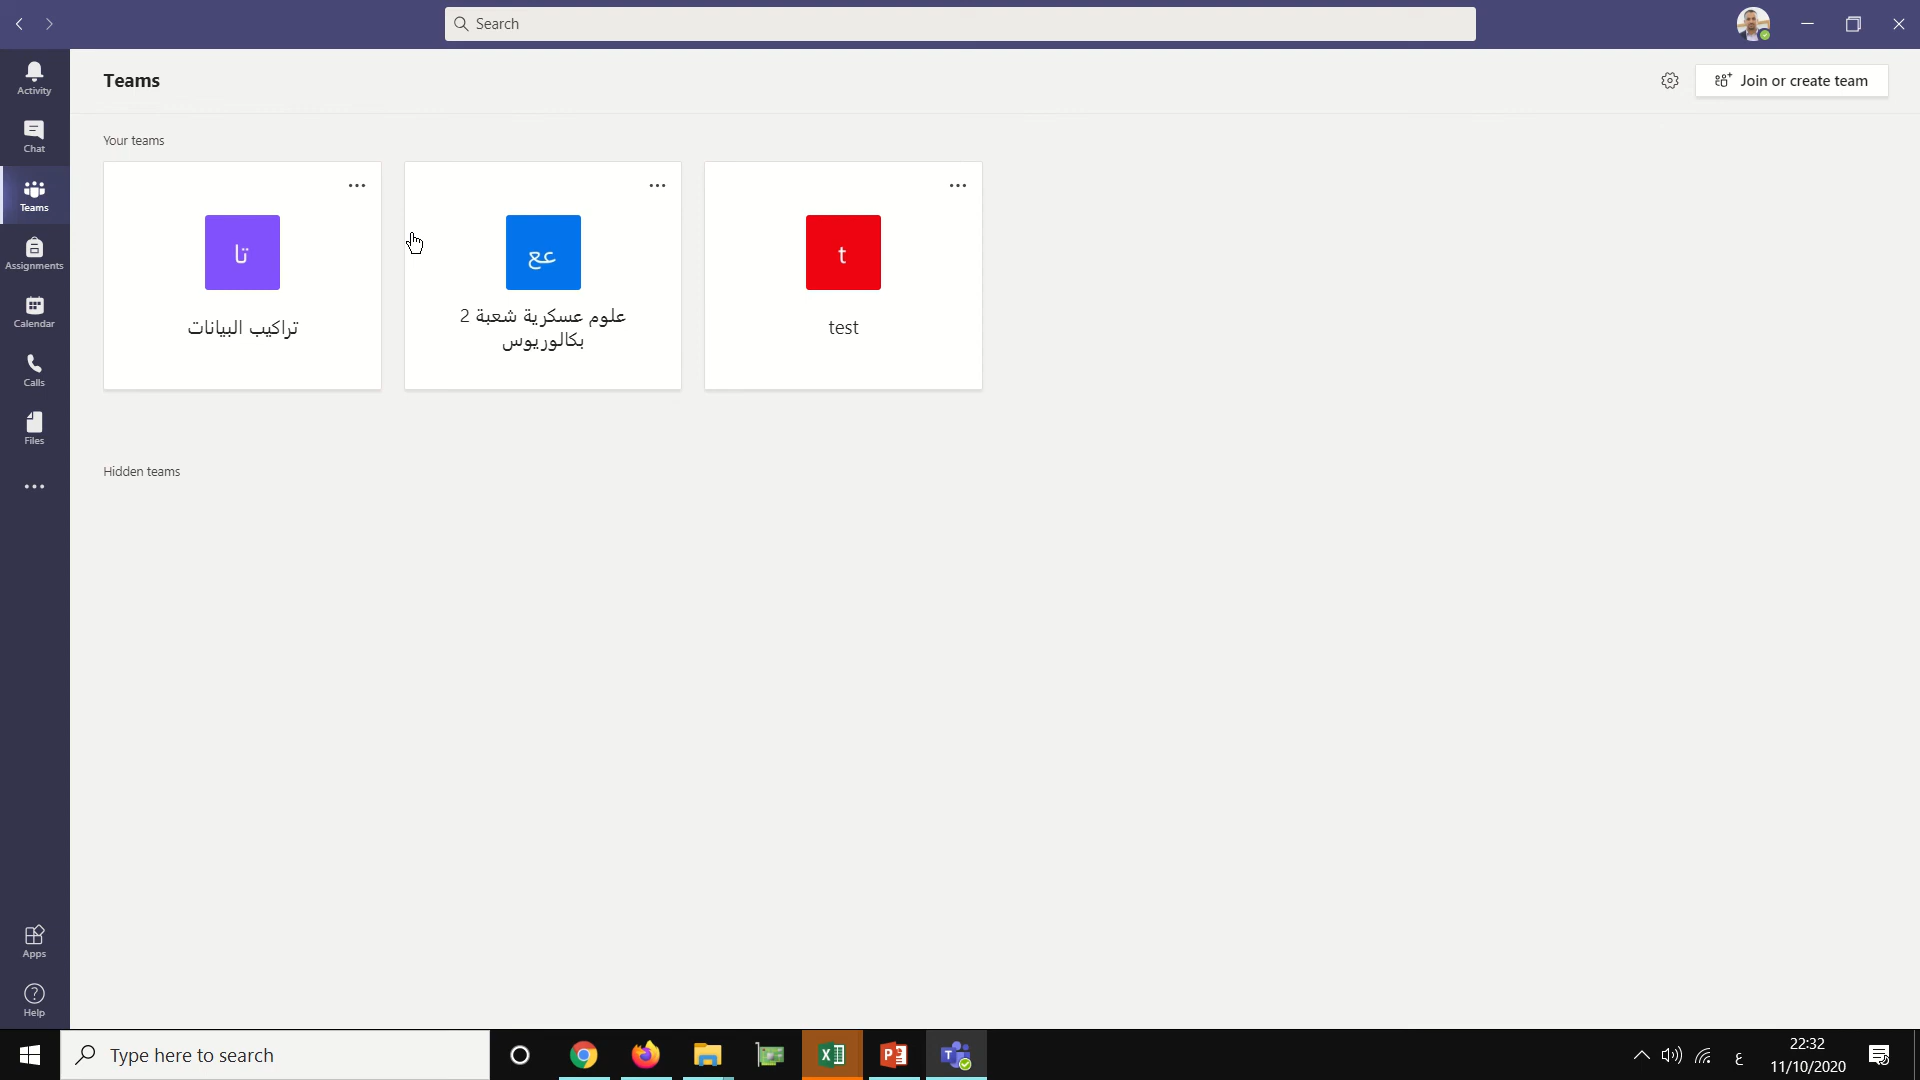 Search
Activity
Chat
Teams
Assignments
Calendar
Calls
Files
Apps
Help
Teams
Join or create team
Your teams
تا
تراكيب البيانات
عع
علوم عسكرية شعبة 2
بكالوريوس
t
test
Hidden teams
Type here to search
ع
22:32
11/10/2020